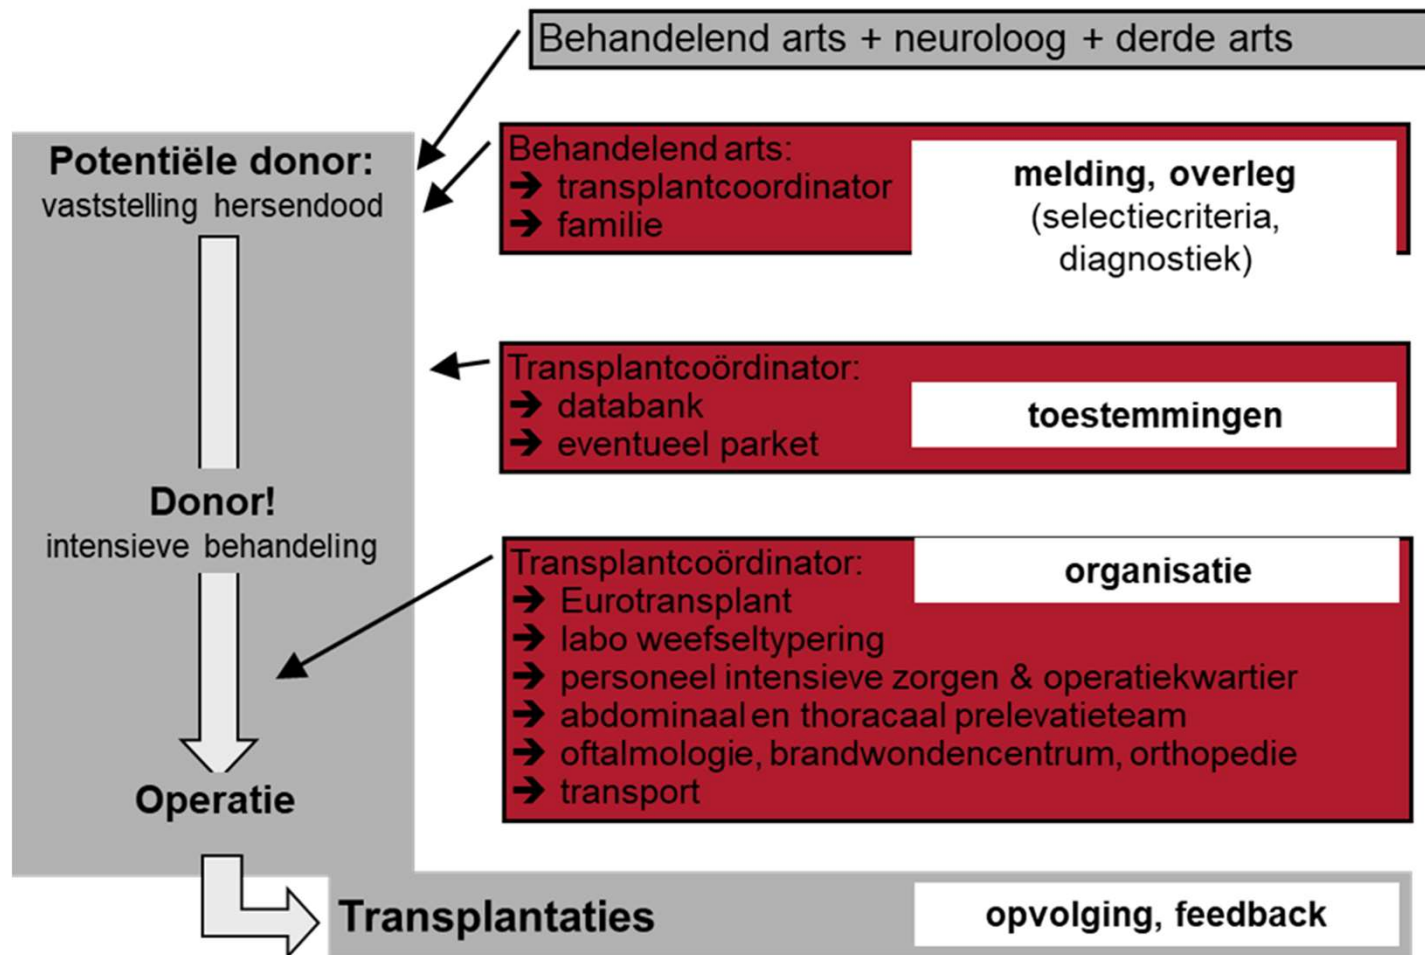 Behandelend arts + neuroloog + derde arts
Potentiële donor:
vaststelling hersendood
Behandelend arts:
➔ transplantcoordinator
➔ familie
melding, overleg
(selectiecriteria,
diagnostiek)
Transplantcoördinator:
➔ databank
➔ eventueel parket
toestemmingen
Donor!
intensieve behandeling
Transplantcoördinator:
➔ Eurotransplant
➔ labo weefseltypering
➔ personeel intensieve zorgen & operatiekwartier
➔ abdominaal en thoracaal prelevatieteam
➔ oftalmologie, brandwondencentrum, orthopedie
➔ transport
organisatie
Operatie
Transplantaties
opvolging, feedback